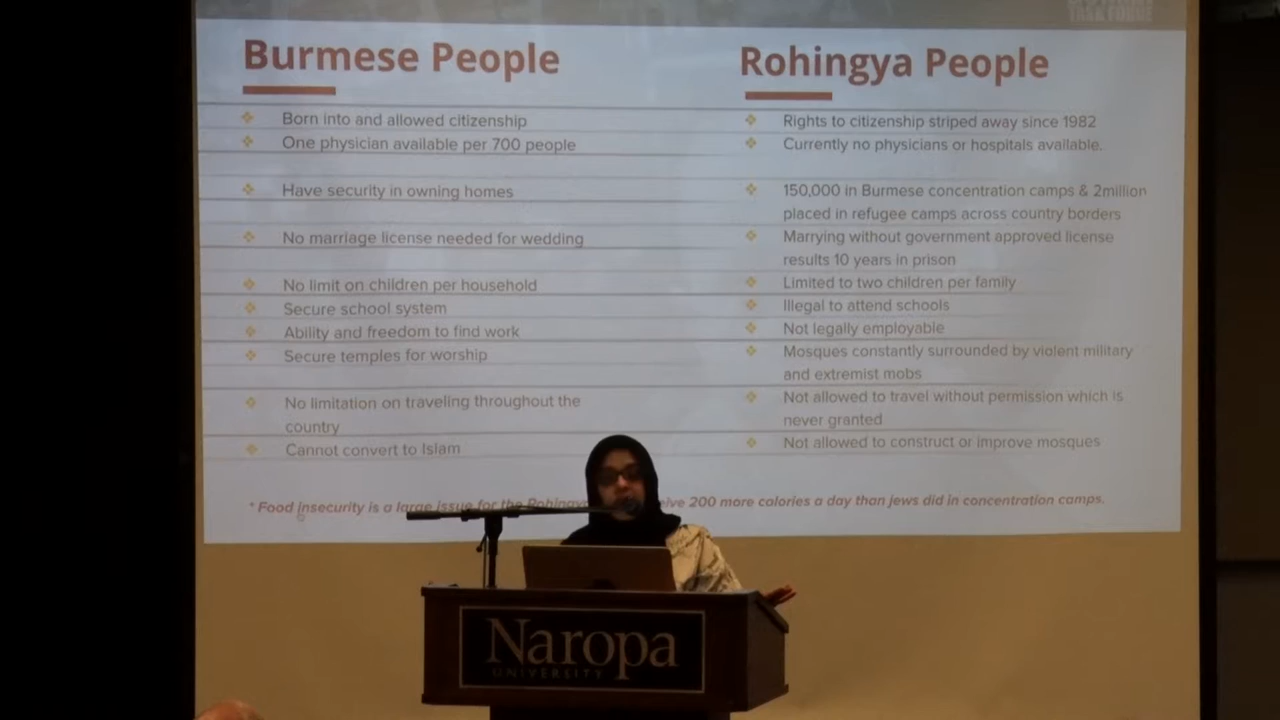 TASK FORCE
Burmese People
Born into and allowed citizenship
One physician available per 700 people
Have security in owning homes
No marriage license needed for wedding
No limit on children per household
Secure school system
Ability and freedom to find work
Secure temples for worship
No limitation on traveling throughout the
country
Cannot convert to Islam
Rohingya People
Rights to citizenship striped away since 1982
Currently no physicians or hospitals available.
150,000 in Burmese concentration camps & 2million
placed in refugee camps across country borders
Marrying without government approved license
results 10 years in prison
Limited to two children per family
Illegal to attend schools
Not legally employable
Mosques constantly surrounded by violent military
and extremist mobs
Not allowed to travel without permission which is
never granted
Not allowed to construct or improve mosques
* Food insecurity is a large issue for the Rohingya 200 more calories a day than jews did in concentration camps.
Naropa
UNIVERSITY